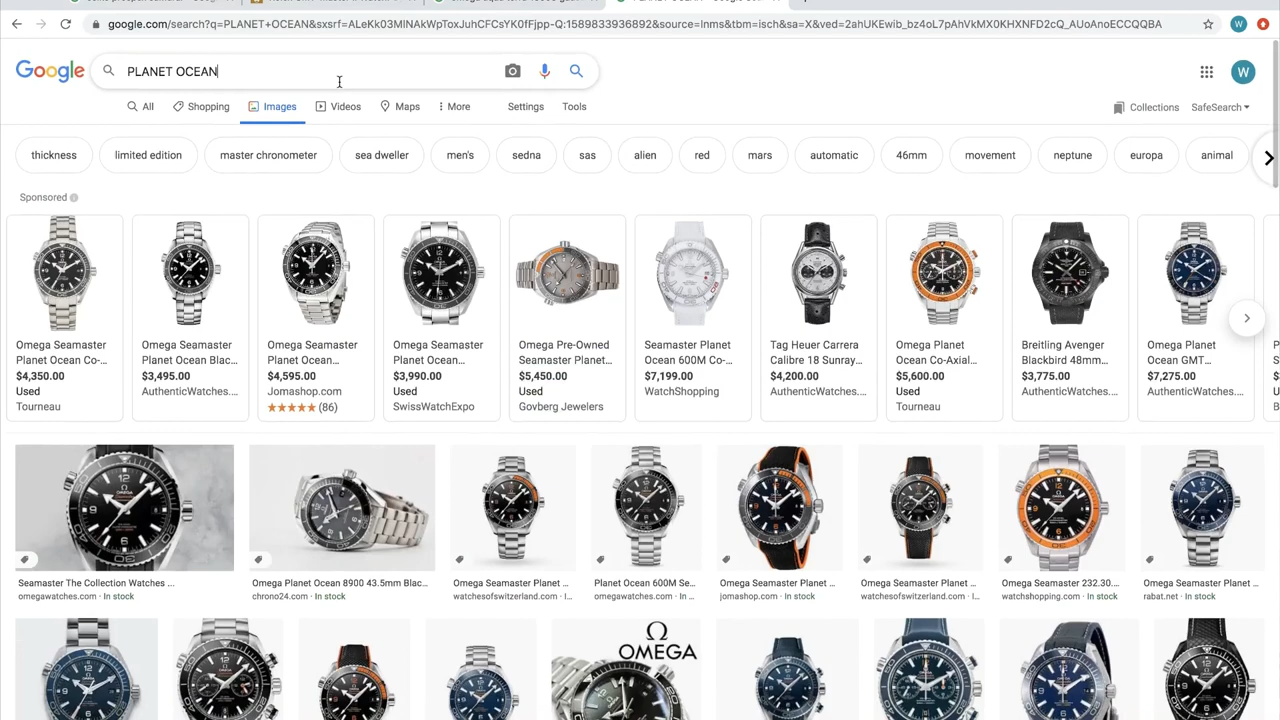 google.com/search?q=PLANET+OCEAN&sxsrf=ALeKk03MlNAkWpToxJuhCFCsYK0fFjpp-Q:1589833936892&source=lnms&tbm=isch&sa=X&ved=2ahUKEwib_bz4oL7pAhVkMX0KHXNFD2cQ_AUoAnoECCQQBA
W
Google
PLANET OCEAN
W
All
Shopping
Images
Videos
Maps
More
Settings
Tools
Collections
SafeSearch
thickness
limited edition
master chronometer
sea dweller
men's
sedna
sas
alien
red
mars
automatic
46mm
movement
neptune
europa
animal
Sponsored
Omega Seamaster
Planet Ocean Co-...
$4,350.00
Used
Tourneau
Omega Seamaster
Planet Ocean Blac...
$3,495.00
AuthenticWatches....
Omega Seamaster
Planet Ocean...
$4,595.00
Jomashop.com
★★★★★ (86)
Omega Seamaster
Planet Ocean...
$3,990.00
Used
SwissWatchExpo
Omega Pre-Owned
Seamaster Planet...
$5,450.00
Used
Govberg Jewelers
Seamaster Planet
Ocean 600M Co-...
$7,199.00
WatchShopping
Tag Heuer Carrera
Calibre 18 Sunray...
$4,200.00
AuthenticWatches....
Omega Planet
Ocean Co-Axial...
$5,600.00
Used
Tourneau
Breitling Avenger
Blackbird 48mm...
$3,775.00
AuthenticWatches....
Omega Planet
Ocean GMT...
$7,275.00
AuthenticWatches....
Seamaster The Collection Watches ...
omegawatches.com · In stock
Omega Planet Ocean 8900 43.5mm Blac...
chrono24.com · In stock
Omega Seamaster Planet ...
watchesofswitzerland.com · I...
Planet Ocean 600M Se...
omegawatches.com · In ...
Omega Seamaster Planet ...
jomashop.com · In stock
Omega Seamaster Planet ...
watchesofswitzerland.com · I...
Omega Seamaster 232.30....
watchshopping.com · In stock
Omega Seamaster Planet ...
rabat.net · In stock
OMEGA